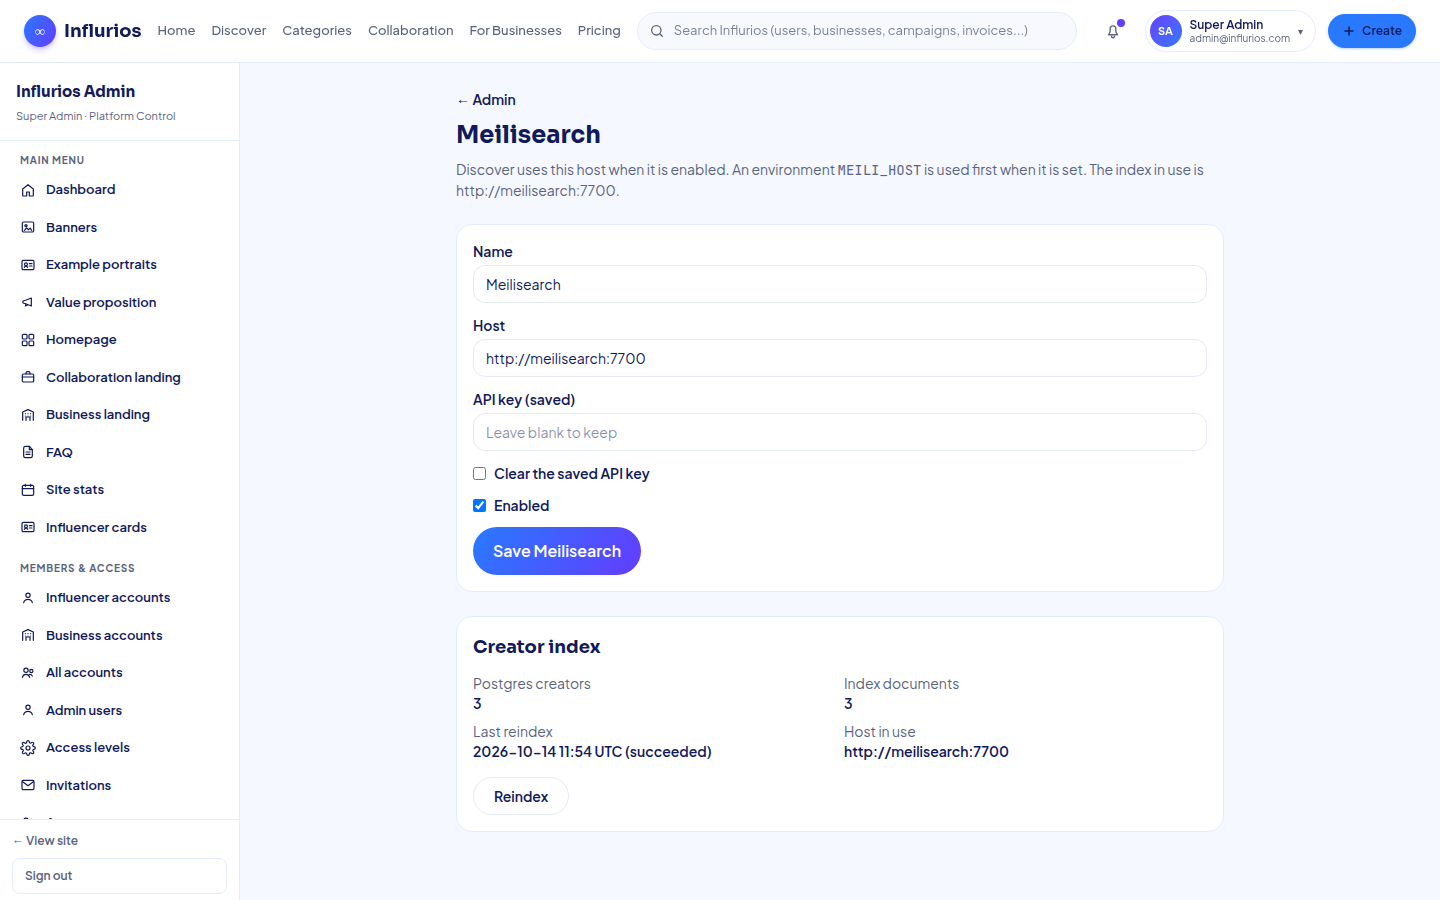 ∞ Influrios Home Discover Categories Collaboration For Businesses Pricing Search Influrios (users, businesses, campaigns, invoices...) SA Super Admin admin@influrios.com ▾ + Create
Influrios Admin
Super Admin · Platform Control
MAIN MENU
Dashboard
Banners
Example portraits
Value proposition
Homepage
Collaboration landing
Business landing
FAQ
Site stats
Influencer cards
MEMBERS & ACCESS
Influencer accounts
Business accounts
All accounts
Admin users
Access levels
Invitations
← View site
Sign out
← Admin
Meilisearch
Discover uses this host when it is enabled. An environment MEILI_HOST is used first when it is set. The index in use is
http://meilisearch:7700.
Name
Meilisearch
Host
http://meilisearch:7700
API key (saved)
Leave blank to keep
Clear the saved API key
Enabled
Save Meilisearch
Creator index
Postgres creators
3
Index documents
3
Last reindex
2026-10-14 11:54 UTC (succeeded)
Host in use
http://meilisearch:7700
Reindex